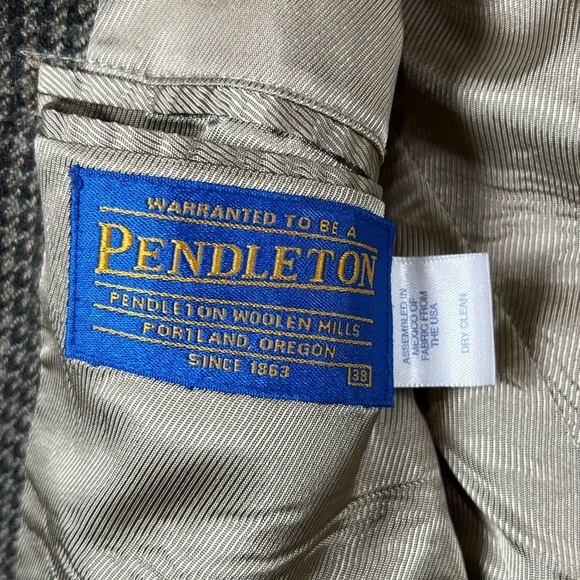 WARRANTED TO BE A
PENDLETON
PENDLETON WOOLEN MILLS
PORTLAND, OREGON
SINCE 1863
38
ASSEMBLED IN
MEXICO OF
FABRIC FROM
THE USA
DRY CLEAN